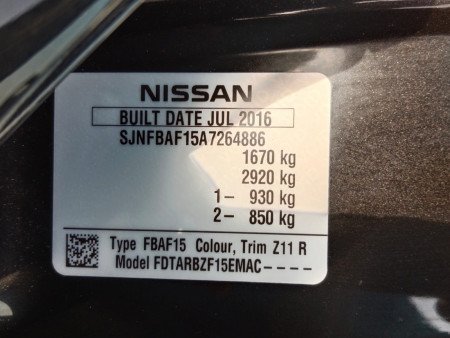 NISSAN
BUILT DATE JUL 2016
SJNFBAF15A7264886
1670 kg
2920 kg
1– 930 kg
2– 850 kg
Type FBAF15 Colour, Trim Z11 R
Model FDTARBZF15EMAC––––